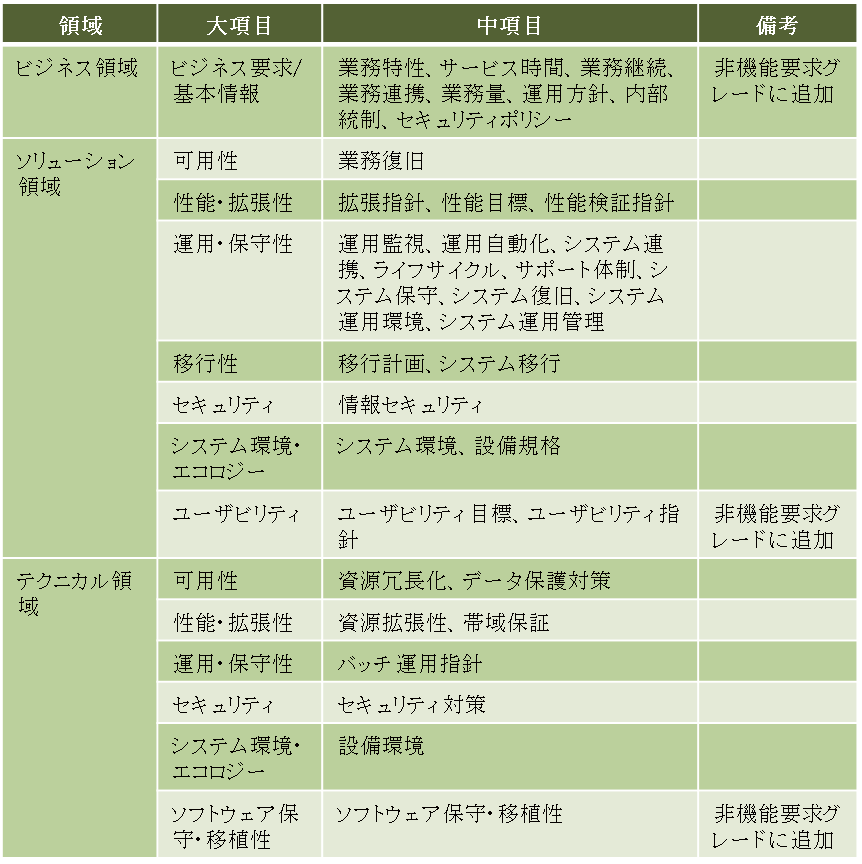 領域 大項目 中項目 備考
ビジネス領域 ビジネス要求/ 業務特性、サービス時間、業務継続、 非機能要求グ
基本情報 業務連携、業務量、運用方針、内部 レードに追加
統制、セキュリティポリシー
ソリューション 可用性 業務復旧
領域 性能・拡張性 拡張指針、性能目標、性能検証指針
運用・保守性 運用監視、運用自動化、システム連
携、ライフサイクル、サポート体制、シ
ステム保守、システム復旧、システム
運用環境、システム運用管理
移行性 移行計画、システム移行
セキュリティ 情報セキュリティ
システム環境・ システム環境、設備規格
エコロジー
ユーザビリティ ユーザビリティ目標、ユーザビリティ指 非機能要求グ
針 レードに追加
テクニカル領 可用性 資源冗長化、データ保護対策
域 性能・拡張性 資源拡張性、帯域保証
運用・保守性 バッチ運用指針
セキュリティ セキュリティ対策
システム環境・ 設備環境
エコロジー
ソフトウェア保 ソフトウェア保守・移植性 非機能要求グ
守・移植性 レードに追加